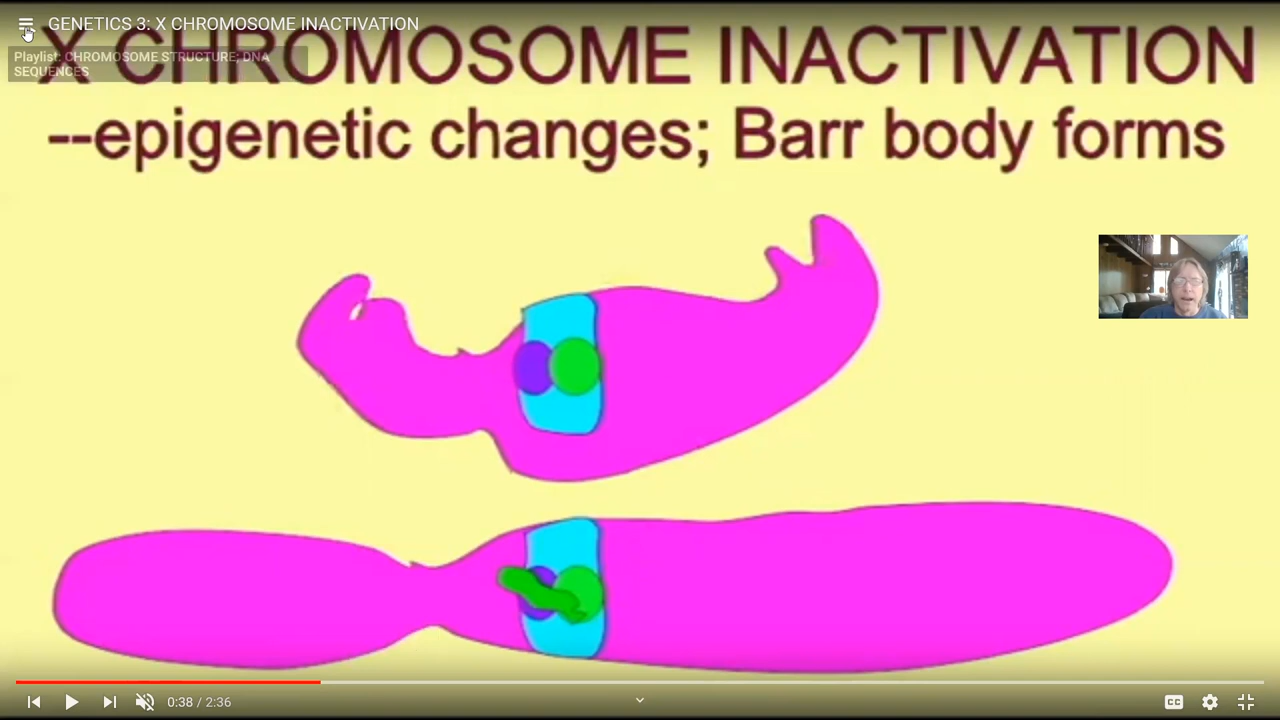 GENETICS 3: X CHROMOSOME INACTIVATION
X CHROMOSOME INACTIVATION
Playlist: CHROMOSOME STRUCTURE; DNA
SEQUENCES
--epigenetic changes; Barr body forms
0:38 / 2:36
CC